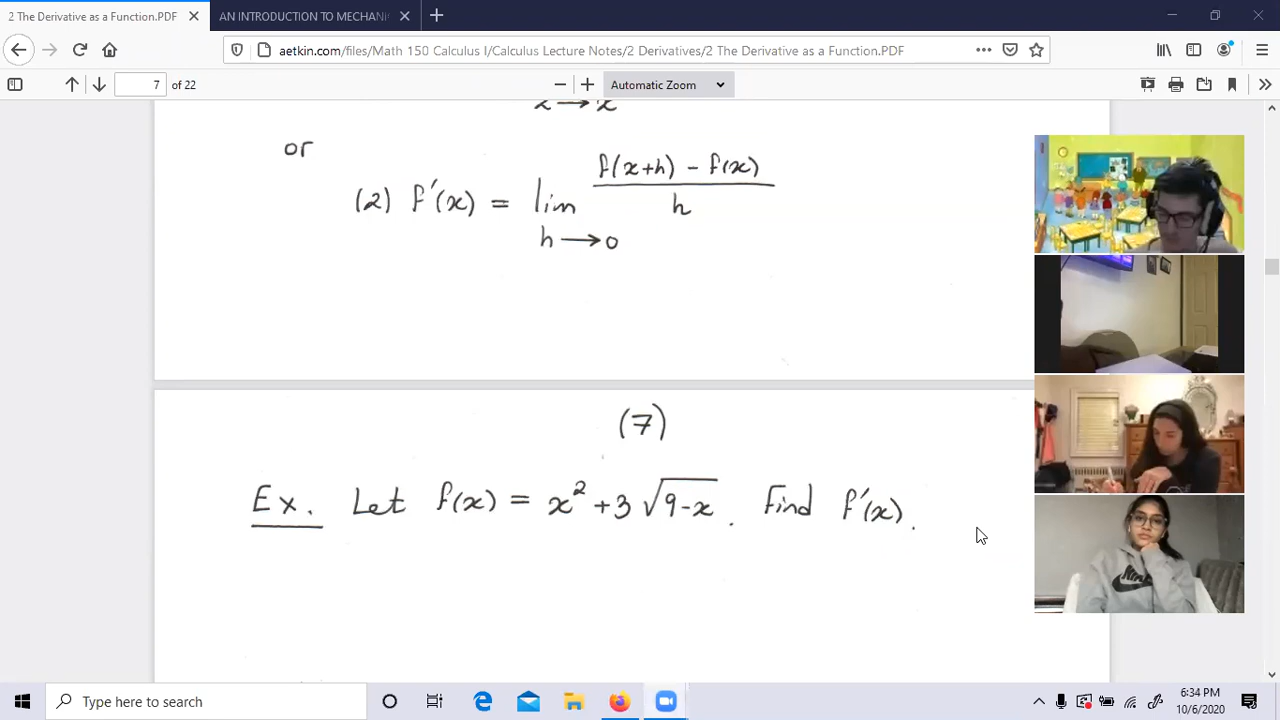 2 The Derivative as a Function.PDF
AN INTRODUCTION TO MECHANI
aetkin.com/files/Math 150 Calculus I/Calculus Lecture Notes/2 Derivatives/2 The Derivative as a Function.PDF
7 of 22
Automatic Zoom
z → x
or
f(x+h) - f(x)
(2) f'(x) = lim
h
h → 0
(7)
Ex. Let f(x) = x² + 3√9-x . Find f'(x).
Type here to search
6:34 PM
10/6/2020